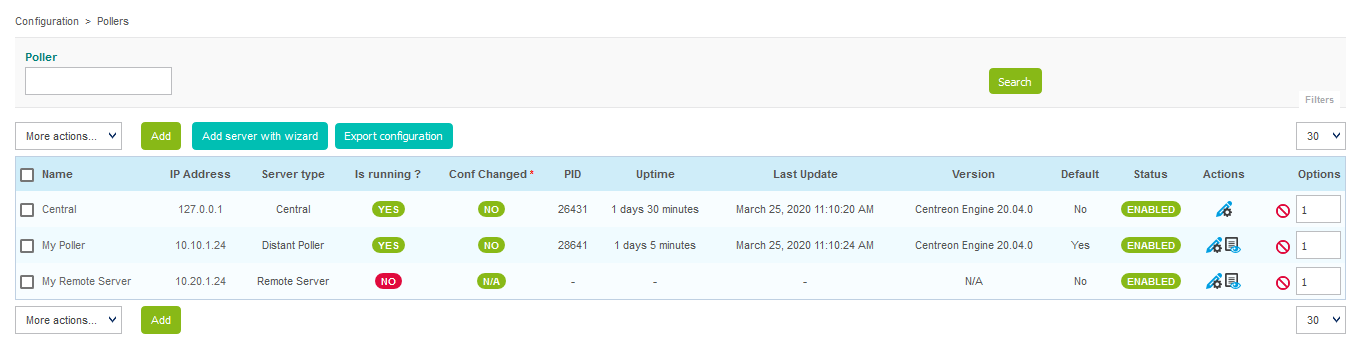 Configuration > Pollers
Poller
Search
Filters
More actions... Add Add server with wizard Export configuration 30
Name IP Address Server type Is running ? Conf Changed * PID Uptime Last Update Version Default Status Actions Options
Central 127.0.0.1 Central YES NO 26431 1 days 30 minutes March 25, 2020 11:10:20 AM Centreon Engine 20.04.0 No ENABLED 1
My Poller 10.10.1.24 Distant Poller YES NO 28641 1 days 5 minutes March 25, 2020 11:10:24 AM Centreon Engine 20.04.0 Yes ENABLED 1
My Remote Server 10.20.1.24 Remote Server NO N/A - - - N/A No ENABLED 1
More actions... Add 30